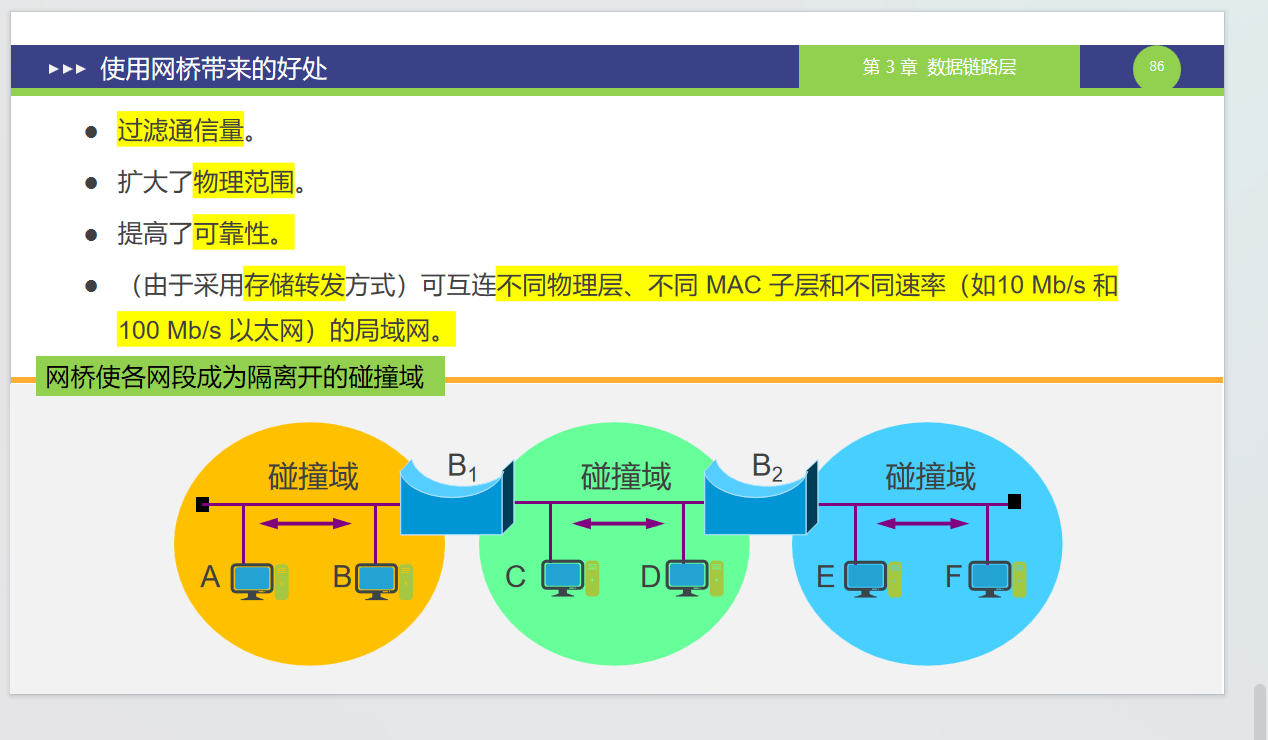 使用网桥带来的好处
第 3 章 数据链路层
86
过滤通信量。
扩大了物理范围。
提高了可靠性。
（由于采用存储转发方式）可互连不同物理层、不同 MAC 子层和不同速率（如10 Mb/s 和
100 Mb/s 以太网）的局域网。
网桥使各网段成为隔离开的碰撞域
碰撞域 B1 碰撞域 B2 碰撞域
A B C D E F